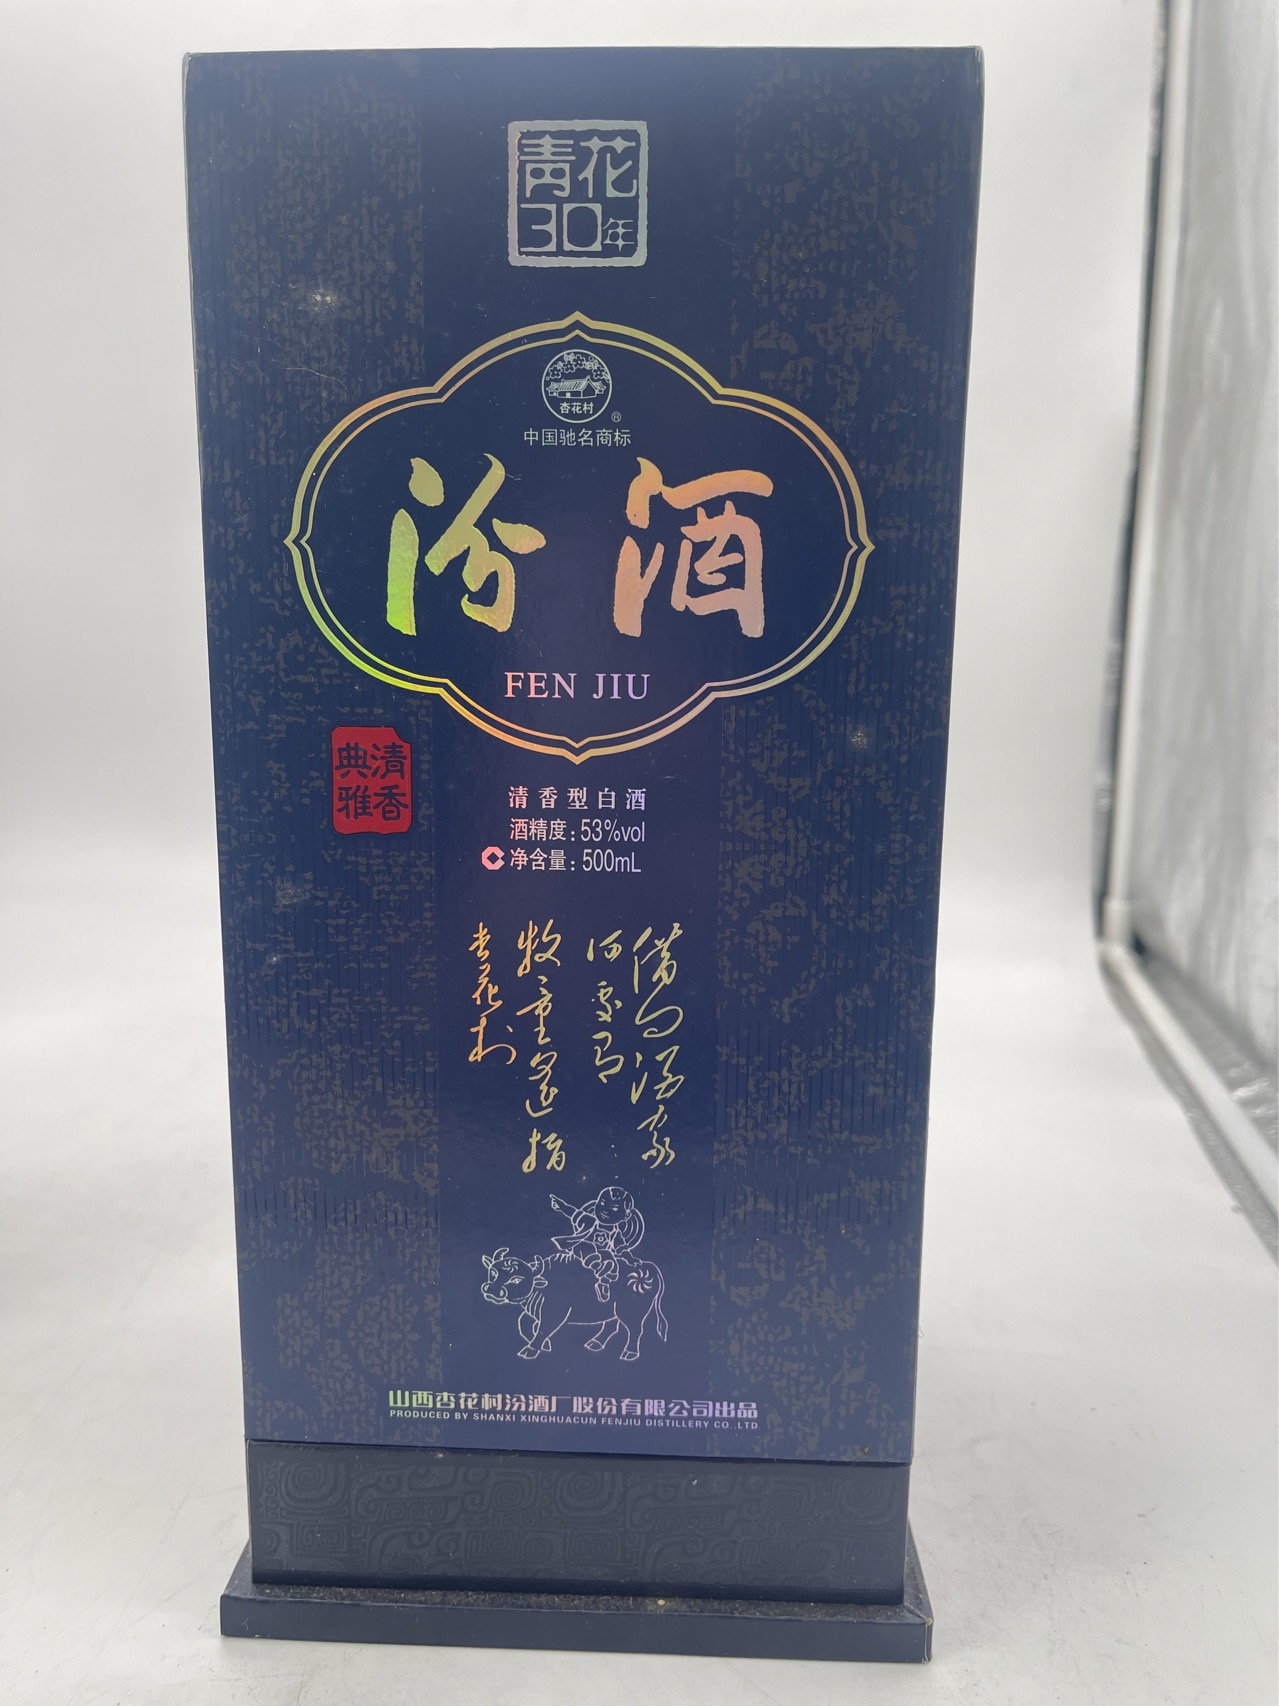 青花
30年
杏花村
®
中国驰名商标
汾酒
FEN JIU
清香
典雅
清香型白酒
酒精度:53%vol
净含量:500mL
借问酒家
何处有
牧童遥指
杏花村
山西杏花村汾酒厂股份有限公司出品
PRODUCED BY SHANXI XINGHUACUN FENJIU DISTILLERY CO .,LTD.